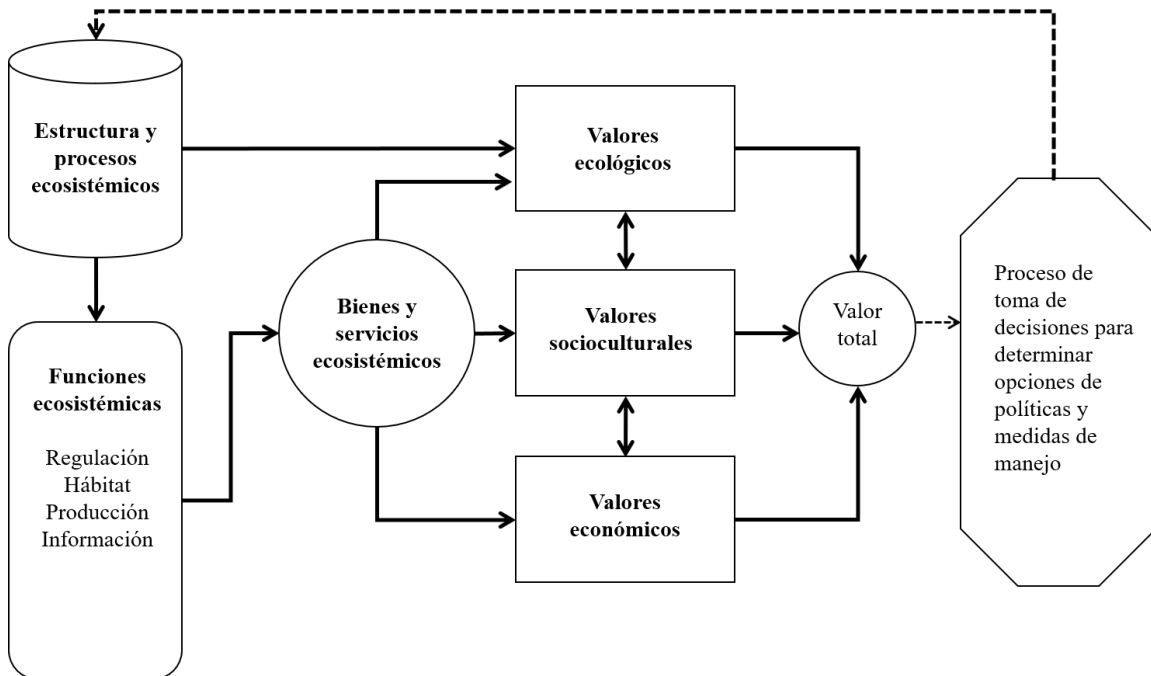 Estructura y
procesos
ecosistémicos
Funciones
ecosistémicas
Regulación
Hábitat
Producción
Información
Bienes y
servicios
ecosistémicos
Valores
ecológicos
Valores
socioculturales
Valores
económicos
Valor
total
Proceso de
toma de
decisiones para
determinar
opciones de
políticas y
medidas de
manejo